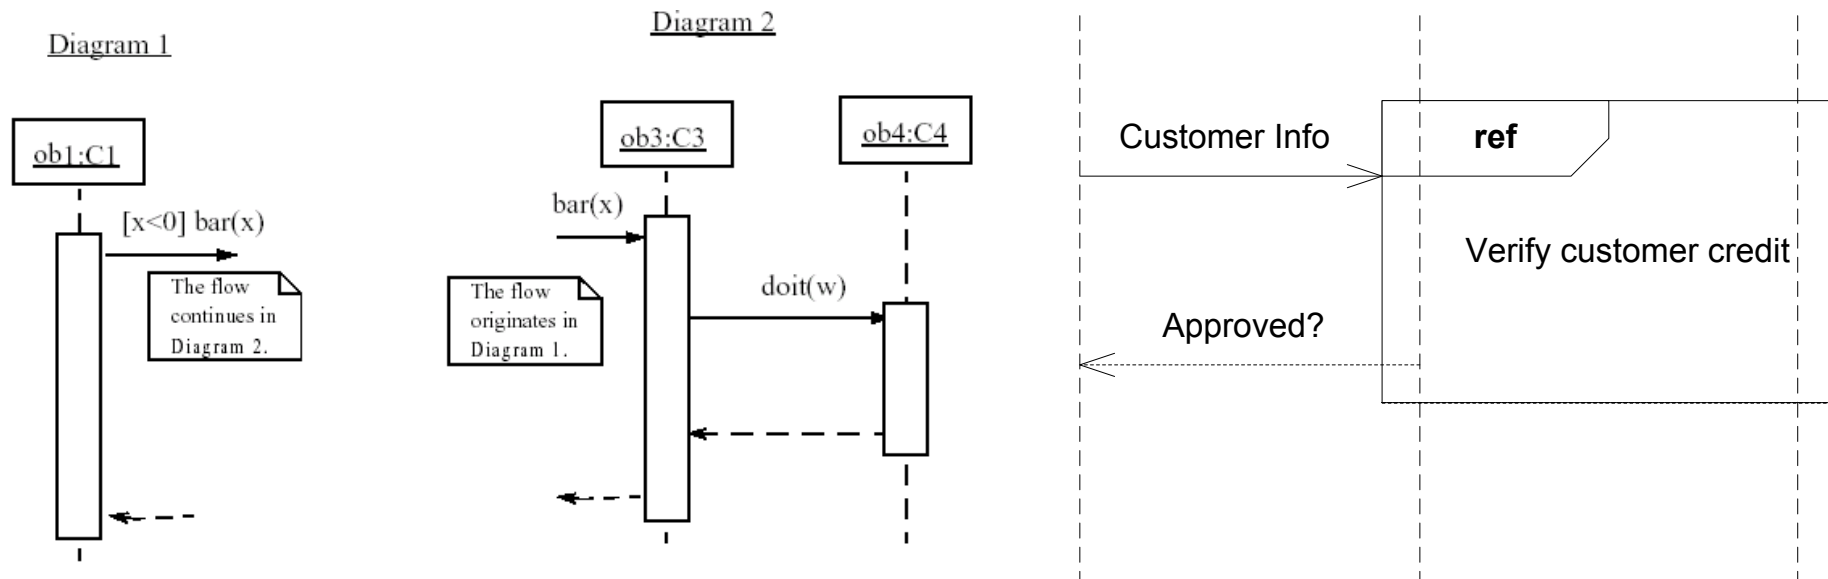 Diagram 1
ob1:C1
[x<0] bar(x)
The flow
continues in
Diagram 2.
Diagram 2
ob3:C3
ob4:C4
bar(x)
The flow
originates in
Diagram 1.
doit(w)
Customer Info
ref
Verify customer credit
Approved?